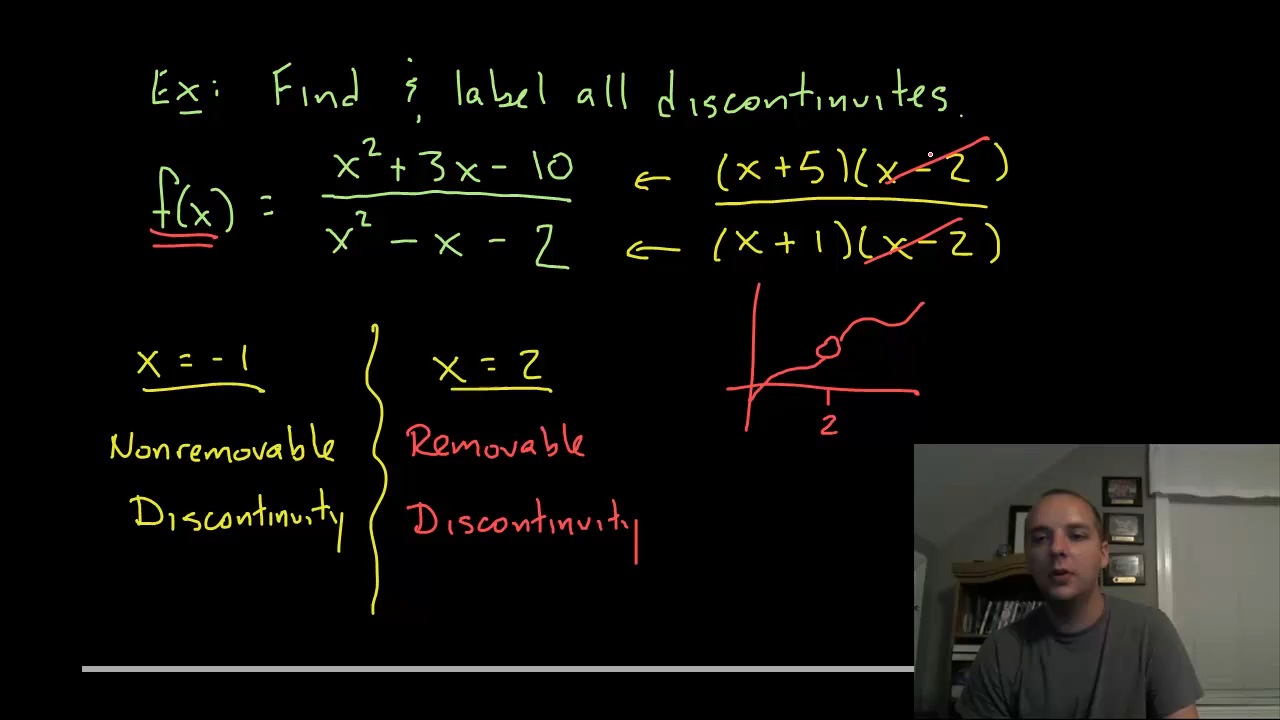 Ex: Find & label all discontinuites.
f(x) = x² + 3x - 10 / x² - x - 2 ← (x + 5)(x - 2) ← / (x + 1)(x - 2)
x = -1
x = 2
2
Nonremovable
Discontinuity
Removable
Discontinuity